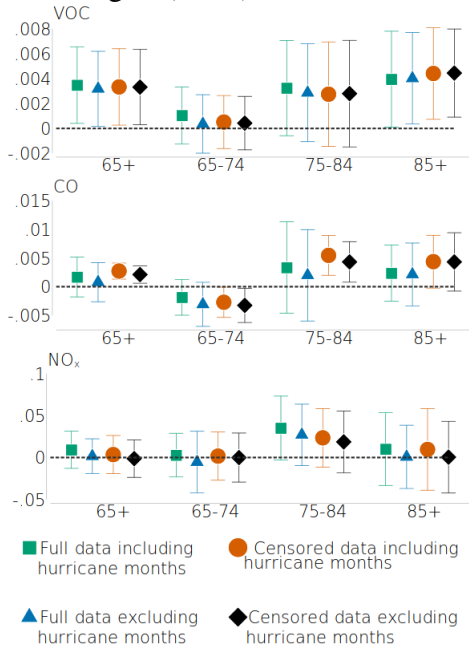 VOC
.008
.006
.004
.002
0
-.002
65+ 65-74 75-84 85+
CO
.015
.01
.005
0
-.005
65+ 65-74 75-84 85+
NOₓ
.1
.05
0
-.05
65+ 65-74 75-84 85+
Full data including
hurricane months
Censored data including
hurricane months
Full data excluding
hurricane months
Censored data excluding
hurricane months